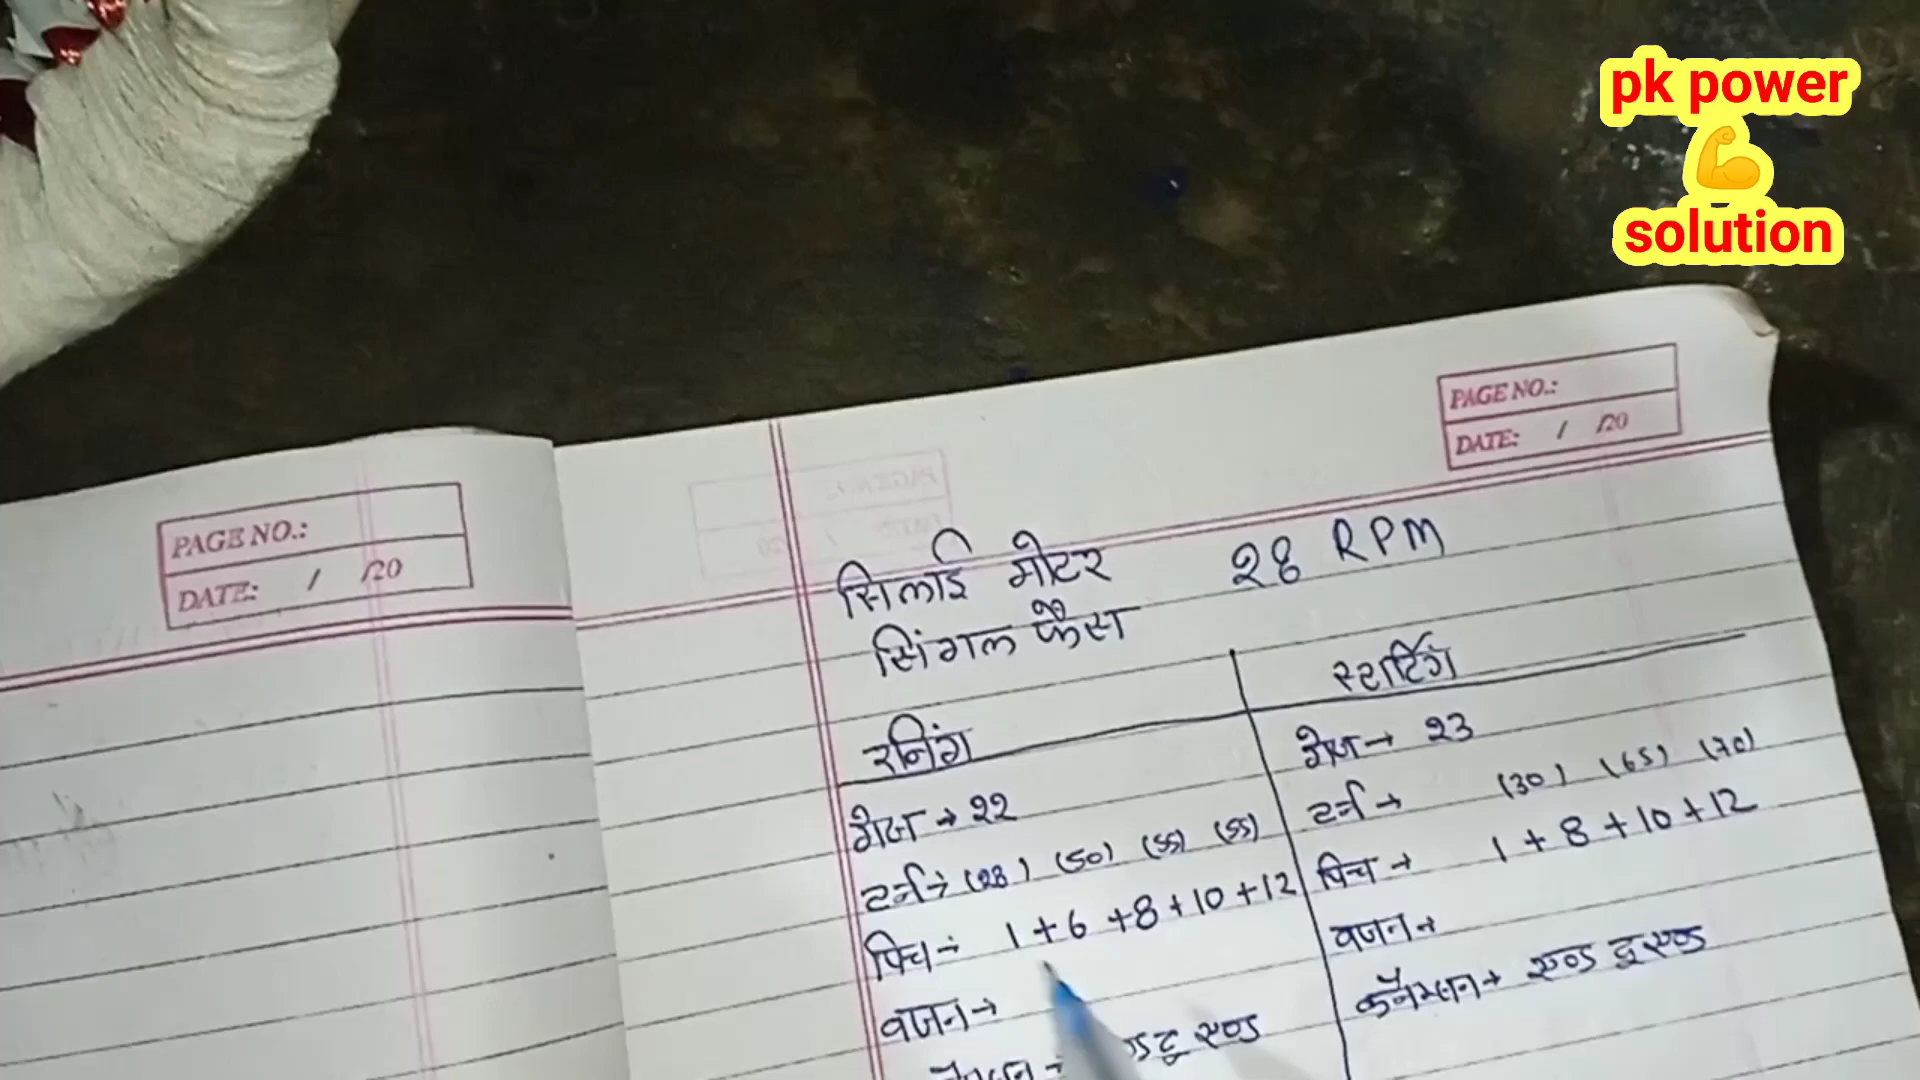 pk power
solution
PAGE NO.:
DATE: / /20
PAGE NO.:
DATE: / /20
सिलाई मोटर 28 RPM
सिंगल फैस
रनिंग
गेज → 22
टर्न → (28) (50) (55) (55)
पिच → 1+6+8+10+12
वजन →
टू एण्ड
स्टार्टिंग
गेज → 23
टर्न → (30) (65) (70)
पिच → 1+8+10+12
वजन →
कनेक्शन → एण्ड टू एण्ड